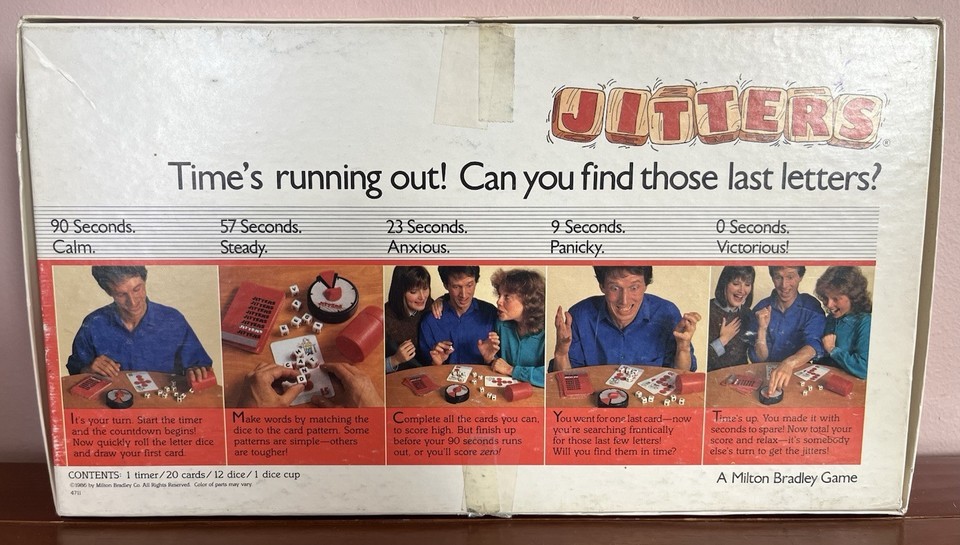 JITTERS®
Time's running out! Can you find those last letters?
90 Seconds.
Calm.
57 Seconds.
Steady.
23 Seconds.
Anxious.
9 Seconds.
Panicky.
0 Seconds.
Victorious!
It's your turn. Start the timer
and the countdown begins!
Now quickly roll the letter dice
and draw your first card.
Make words by matching the
dice to the card pattern. Some
patterns are simple—others
are tougher!
Complete all the cards you can,
to score high. But finish up
before your 90 seconds runs
out, or you'll score zero!
You went for one last card—now
you're searching frantically
for those last few letters!
Will you find them in time?
Time's up. You made it with
seconds to spare! Now total your
score and relax—it's somebody
else's turn to get the jitters!
CONTENTS: 1 timer/20 cards/12 dice/1 dice cup
©1986 by Milton Bradley Co. All Rights Reserved. Color of parts may vary.
4711
A Milton Bradley Game